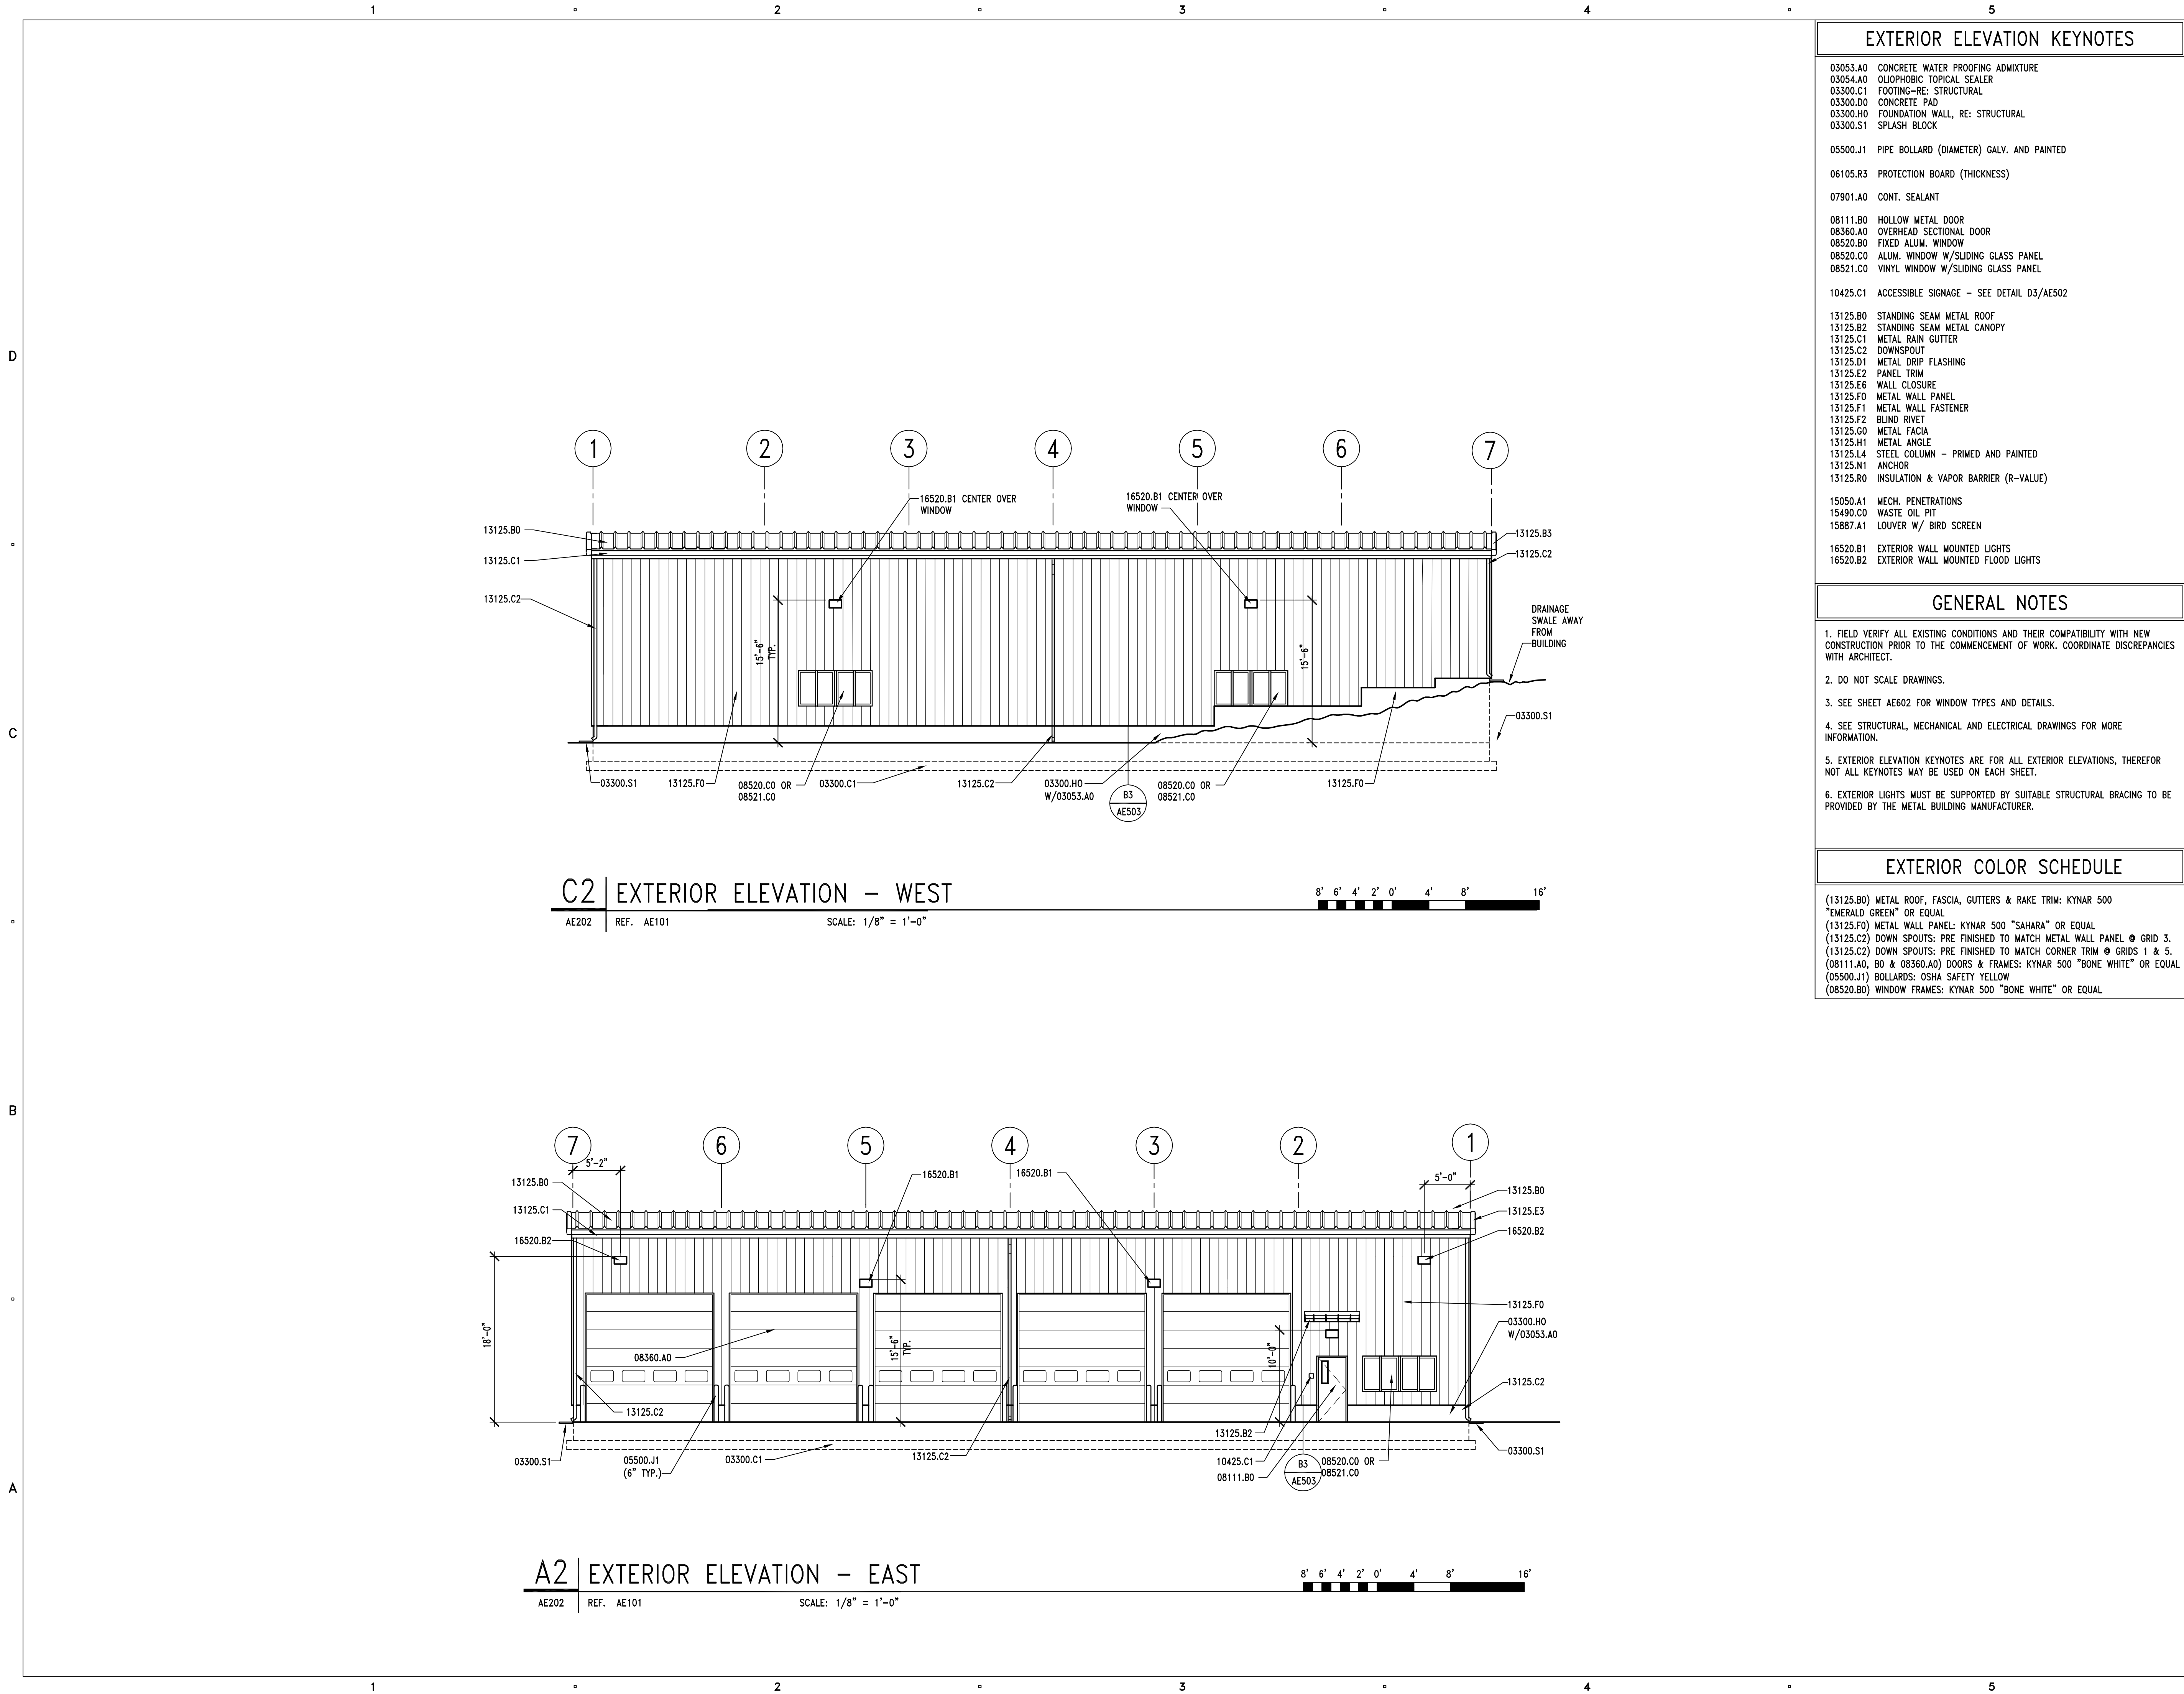 1 2 3 4 5
D
C
B
A
1 2 3 4 5 6 7
16520.B1 CENTER OVER
WINDOW
16520.B1 CENTER OVER
WINDOW
13125.B0
13125.C1
13125.C2
13125.B3
13125.C2
DRAINAGE
SWALE AWAY
FROM
BUILDING
15'-6"
TYP.
15'-6"
03300.S1
03300.S1
13125.F0
08520.C0 OR
08521.C0
03300.C1
13125.C2
03300.H0
W/03053.A0
B3
AE503
08520.C0 OR
08521.C0
13125.F0
C2 EXTERIOR ELEVATION – WEST
AE202 REF. AE101 SCALE: 1/8" = 1'-0"
8' 6' 4' 2' 0' 4' 8' 16'
7 6 5 4 3 2 1
5'-2"
16520.B1
16520.B1
5'-0"
13125.B0
13125.C1
16520.B2
13125.B0
13125.E3
16520.B2
18'-0"
15'-6"
TYP.
10'-0"
08360.A0
13125.F0
03300.H0
W/03053.A0
13125.C2
13125.C2
03300.S1
05500.J1
(6" TYP.)
03300.C1
13125.C2
13125.B2
10425.C1
08111.B0
B3
AE503
08520.C0 OR
08521.C0
03300.S1
A2 EXTERIOR ELEVATION – EAST
AE202 REF. AE101 SCALE: 1/8" = 1'-0"
8' 6' 4' 2' 0' 4' 8' 16'
EXTERIOR ELEVATION KEYNOTES
03053.A0 CONCRETE WATER PROOFING ADMIXTURE
03054.A0 OLIOPHOBIC TOPICAL SEALER
03300.C1 FOOTING-RE: STRUCTURAL
03300.D0 CONCRETE PAD
03300.H0 FOUNDATION WALL, RE: STRUCTURAL
03300.S1 SPLASH BLOCK
05500.J1 PIPE BOLLARD (DIAMETER) GALV. AND PAINTED
06105.R3 PROTECTION BOARD (THICKNESS)
07901.A0 CONT. SEALANT
08111.B0 HOLLOW METAL DOOR
08360.A0 OVERHEAD SECTIONAL DOOR
08520.B0 FIXED ALUM. WINDOW
08520.C0 ALUM. WINDOW W/SLIDING GLASS PANEL
08521.C0 VINYL WINDOW W/SLIDING GLASS PANEL
10425.C1 ACCESSIBLE SIGNAGE – SEE DETAIL D3/AE502
13125.B0 STANDING SEAM METAL ROOF
13125.B2 STANDING SEAM METAL CANOPY
13125.C1 METAL RAIN GUTTER
13125.C2 DOWNSPOUT
13125.D1 METAL DRIP FLASHING
13125.E2 PANEL TRIM
13125.E6 WALL CLOSURE
13125.F0 METAL WALL PANEL
13125.F1 METAL WALL FASTENER
13125.F2 BLIND RIVET
13125.G0 METAL FACIA
13125.H1 METAL ANGLE
13125.L4 STEEL COLUMN – PRIMED AND PAINTED
13125.N1 ANCHOR
13125.R0 INSULATION & VAPOR BARRIER (R-VALUE)
15050.A1 MECH. PENETRATIONS
15490.C0 WASTE OIL PIT
15887.A1 LOUVER W/ BIRD SCREEN
16520.B1 EXTERIOR WALL MOUNTED LIGHTS
16520.B2 EXTERIOR WALL MOUNTED FLOOD LIGHTS
GENERAL NOTES
1. FIELD VERIFY ALL EXISTING CONDITIONS AND THEIR COMPATIBILITY WITH NEW
CONSTRUCTION PRIOR TO THE COMMENCEMENT OF WORK. COORDINATE DISCREPANCIES
WITH ARCHITECT.
2. DO NOT SCALE DRAWINGS.
3. SEE SHEET AE602 FOR WINDOW TYPES AND DETAILS.
4. SEE STRUCTURAL, MECHANICAL AND ELECTRICAL DRAWINGS FOR MORE
INFORMATION.
5. EXTERIOR ELEVATION KEYNOTES ARE FOR ALL EXTERIOR ELEVATIONS, THEREFOR
NOT ALL KEYNOTES MAY BE USED ON EACH SHEET.
6. EXTERIOR LIGHTS MUST BE SUPPORTED BY SUITABLE STRUCTURAL BRACING TO BE
PROVIDED BY THE METAL BUILDING MANUFACTURER.
EXTERIOR COLOR SCHEDULE
(13125.B0) METAL ROOF, FASCIA, GUTTERS & RAKE TRIM: KYNAR 500
"EMERALD GREEN" OR EQUAL
(13125.F0) METAL WALL PANEL: KYNAR 500 "SAHARA" OR EQUAL
(13125.C2) DOWN SPOUTS: PRE FINISHED TO MATCH METAL WALL PANEL @ GRID 3.
(13125.C2) DOWN SPOUTS: PRE FINISHED TO MATCH CORNER TRIM @ GRIDS 1 & 5.
(08111.A0, B0 & 08360.A0) DOORS & FRAMES: KYNAR 500 "BONE WHITE" OR EQUAL
(05500.J1) BOLLARDS: OSHA SAFETY YELLOW
(08520.B0) WINDOW FRAMES: KYNAR 500 "BONE WHITE" OR EQUAL
1 2 3 4 5